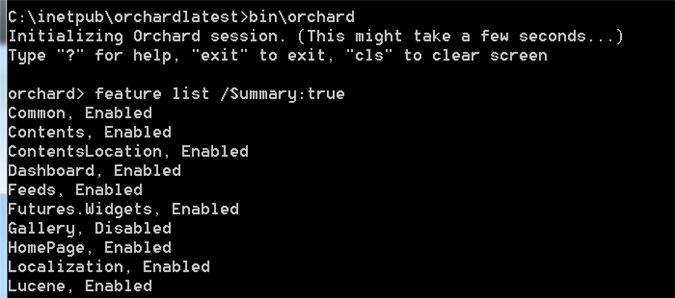 C:\inetpub\orchardlatest>bin\orchard
Initializing Orchard session. (This might take a few seconds...)
Type "?" for help, "exit" to exit, "cls" to clear screen
orchard> feature list /Summary:true
Common, Enabled
Contents, Enabled
ContentsLocation, Enabled
Dashboard, Enabled
Feeds, Enabled
Futures.Widgets, Enabled
Gallery, Disabled
HomePage, Enabled
Localization, Enabled
Lucene, Enabled